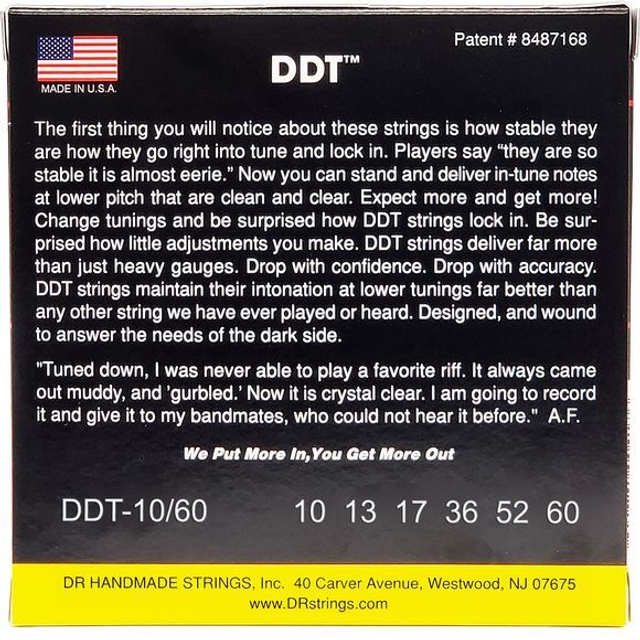 Patent # 8487168
MADE IN U.S.A.
DDT™
The first thing you will notice about these strings is how stable they
are how they go right into tune and lock in. Players say “they are so
stable it is almost eerie.” Now you can stand and deliver in-tune notes
at lower pitch that are clean and clear. Expect more and get more!
Change tunings and be surprised how DDT strings lock in. Be sur-
prised how little adjustments you make. DDT strings deliver far more
than just heavy gauges. Drop with confidence. Drop with accuracy.
DDT strings maintain their intonation at lower tunings far better than
any other string we have ever played or heard. Designed, and wound
to answer the needs of the dark side.
"Tuned down, I was never able to play a favorite riff. It always came
out muddy, and 'gurbled.' Now it is crystal clear. I am going to record
it and give it to my bandmates, who could not hear it before." A.F.
We Put More In,You Get More Out
DDT-10/60 10 13 17 36 52 60
DR HANDMADE STRINGS, Inc. 40 Carver Avenue, Westwood, NJ 07675
www.DRstrings.com